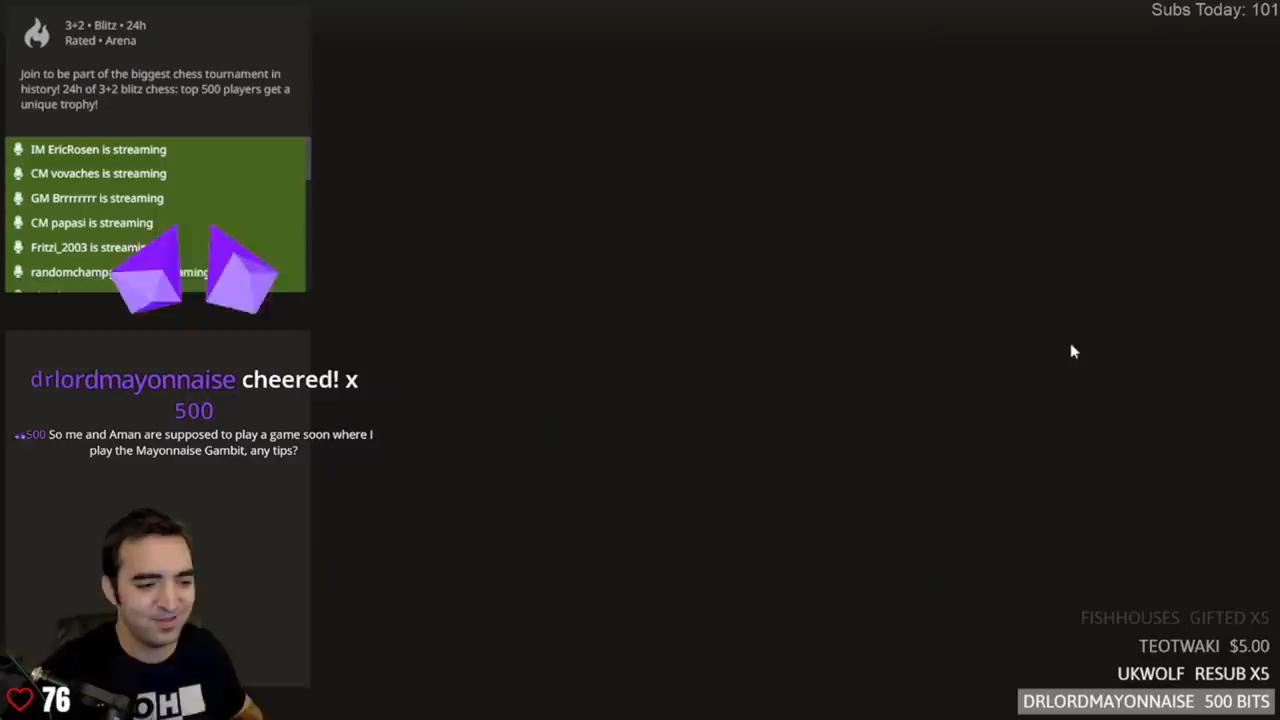 Subs Today: 101
3+2 • Blitz • 24h
Rated • Arena
Join to be part of the biggest chess tournament in
history! 24h of 3+2 blitz chess: top 500 players get a
unique trophy!
IM EricRosen is streaming
CM vovaches is streaming
GM Brrrrrrrr is streaming
CM papasi is streaming
Fritzi_2003 is streaming
drlordmayonnaise cheered! x
500
500 So me and Aman are supposed to play a game soon where I
play the Mayonnaise Gambit, any tips?
OH
76
FISHHOUSES GIFTED X5
TEOTWAKI $5.00
UKWOLF RESUB X5
DRLORDMAYONNAISE 500 BITS